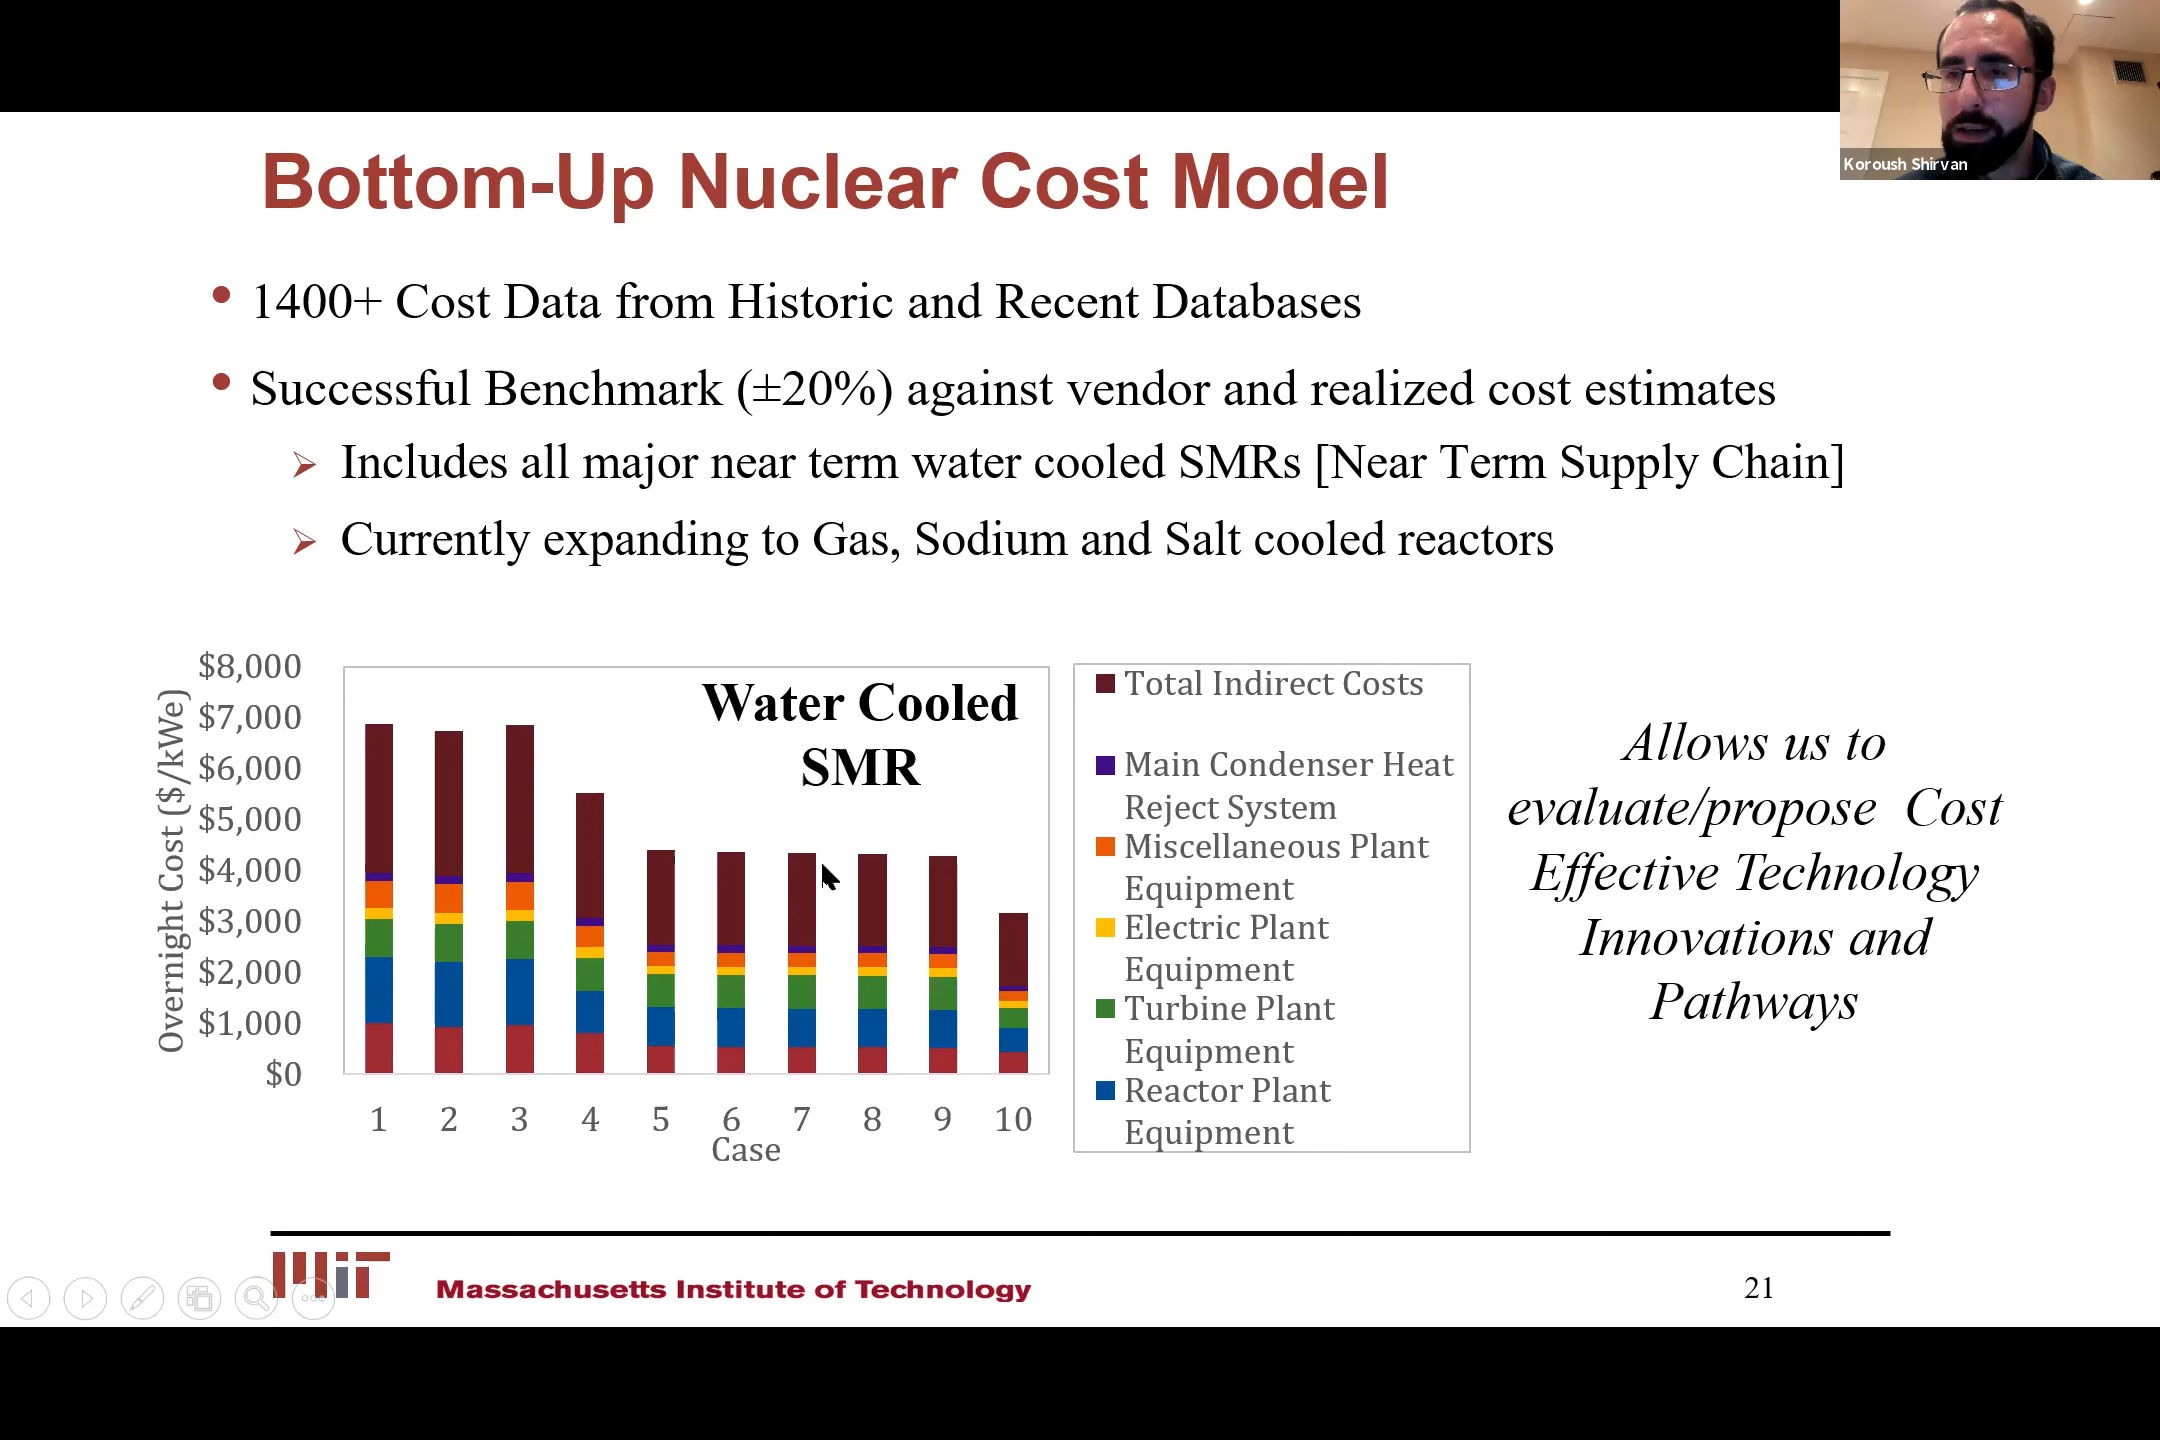 Koroush Shirvan
Bottom-Up Nuclear Cost Model
• 1400+ Cost Data from Historic and Recent Databases
• Successful Benchmark (±20%) against vendor and realized cost estimates
➢ Includes all major near term water cooled SMRs [Near Term Supply Chain]
➢ Currently expanding to Gas, Sodium and Salt cooled reactors
Overnight Cost ($/kWe)
$8,000
$7,000
$6,000
$5,000
$4,000
$3,000
$2,000
$1,000
$0
Water Cooled
SMR
1 2 3 4 5 6 7 8 9 10
Case
Total Indirect Costs
Main Condenser Heat
Reject System
Miscellaneous Plant
Equipment
Electric Plant
Equipment
Turbine Plant
Equipment
Reactor Plant
Equipment
Allows us to
evaluate/propose Cost
Effective Technology
Innovations and
Pathways
MIT
Massachusetts Institute of Technology
21